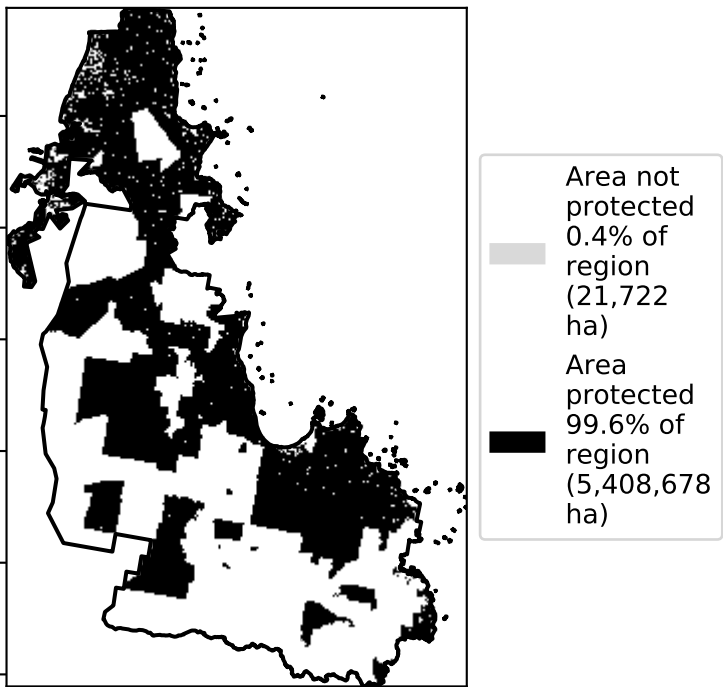 Area not
protected
0.4% of
region
(21,722
ha)
Area
protected
99.6% of
region
(5,408,678
ha)